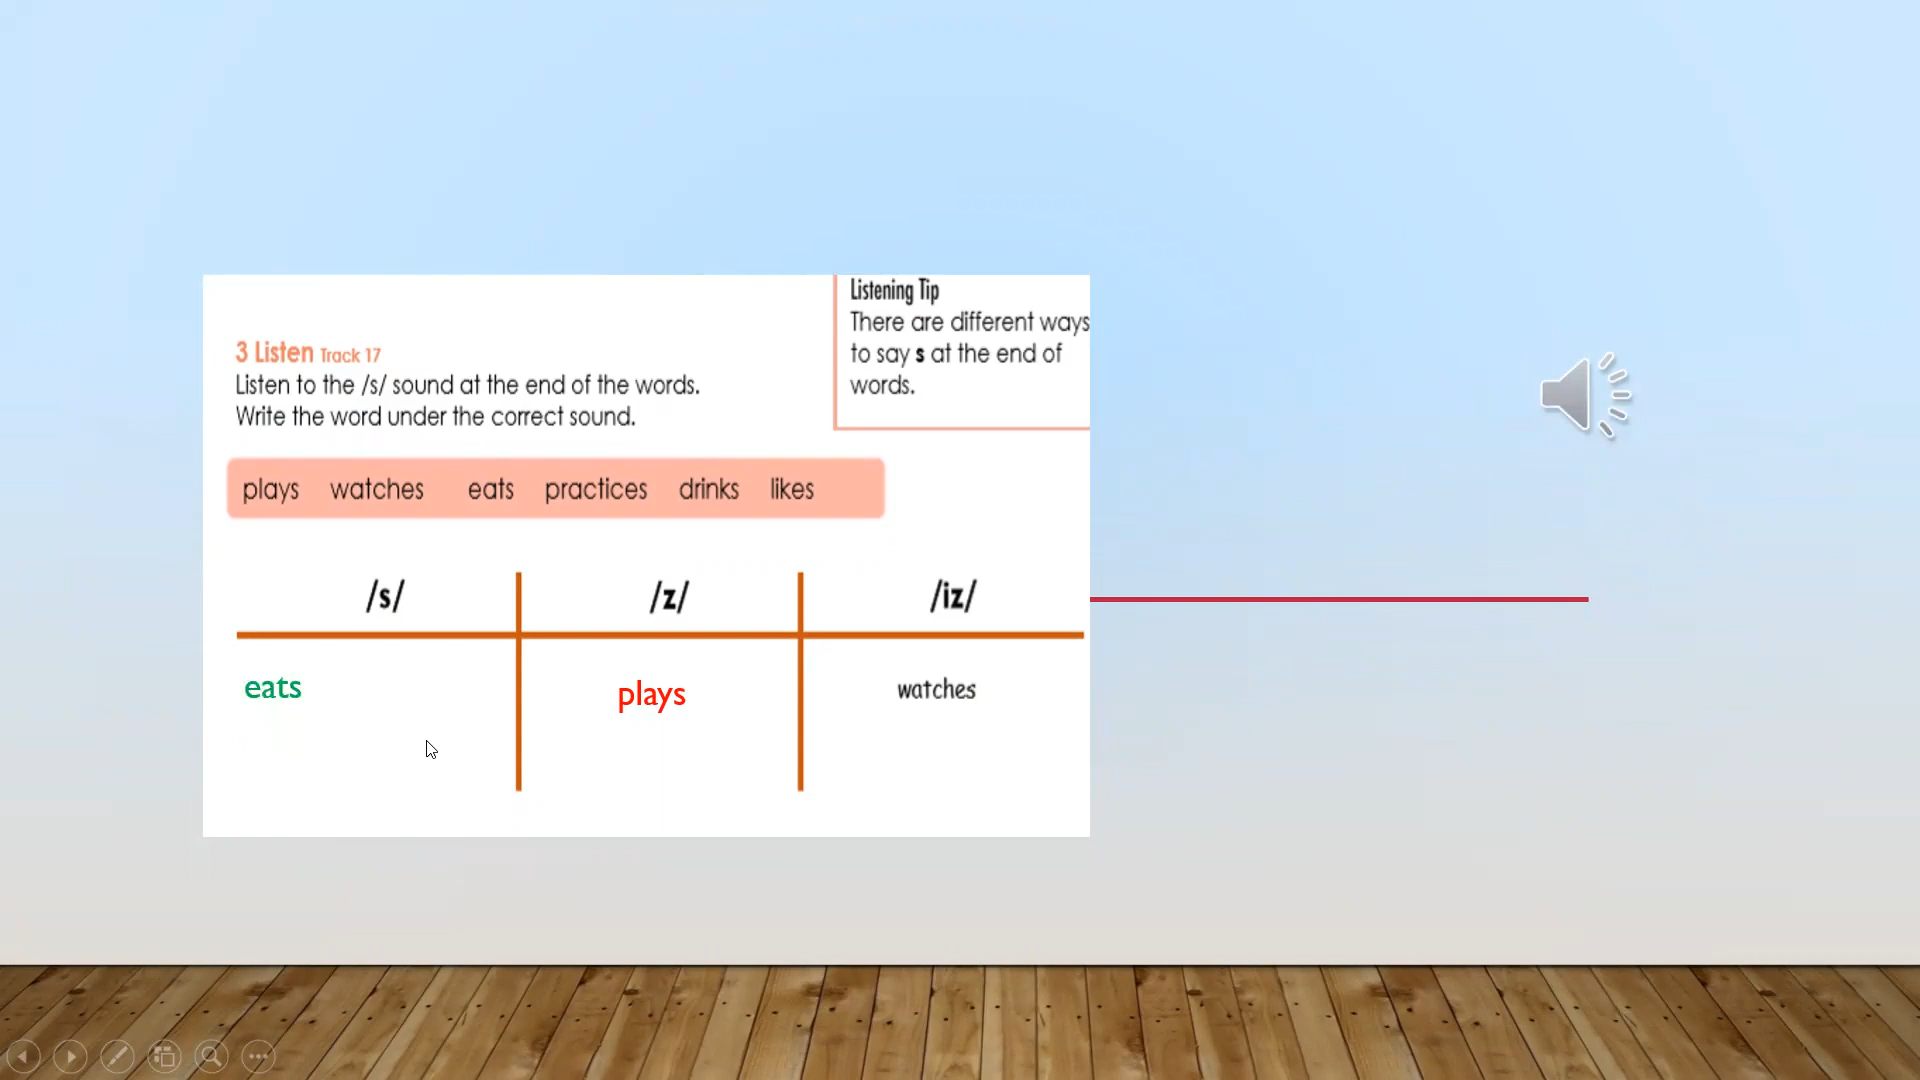 Listening Tip
There are different ways
to say s at the end of
words.
3 Listen Track 17
Listen to the /s/ sound at the end of the words.
Write the word under the correct sound.
plays watches eats practices drinks likes
/s/ /z/ /iz/
eats plays watches